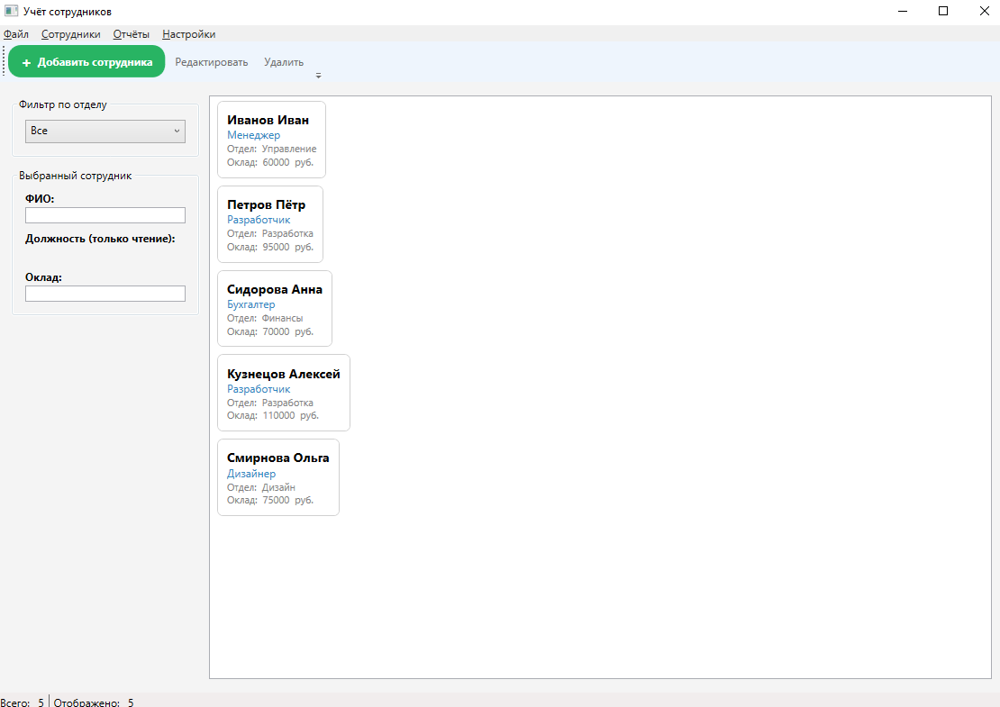 Учёт сотрудников
Файл Сотрудники Отчёты Настройки
+ Добавить сотрудника Редактировать Удалить
Фильтр по отделу
Все
Выбранный сотрудник
ФИО:
Должность (только чтение):
Оклад:
Иванов Иван
Менеджер
Отдел: Управление
Оклад: 60000 руб.
Петров Пётр
Разработчик
Отдел: Разработка
Оклад: 95000 руб.
Сидорова Анна
Бухгалтер
Отдел: Финансы
Оклад: 70000 руб.
Кузнецов Алексей
Разработчик
Отдел: Разработка
Оклад: 110000 руб.
Смирнова Ольга
Дизайнер
Отдел: Дизайн
Оклад: 75000 руб.
Всего: 5 Отображено: 5